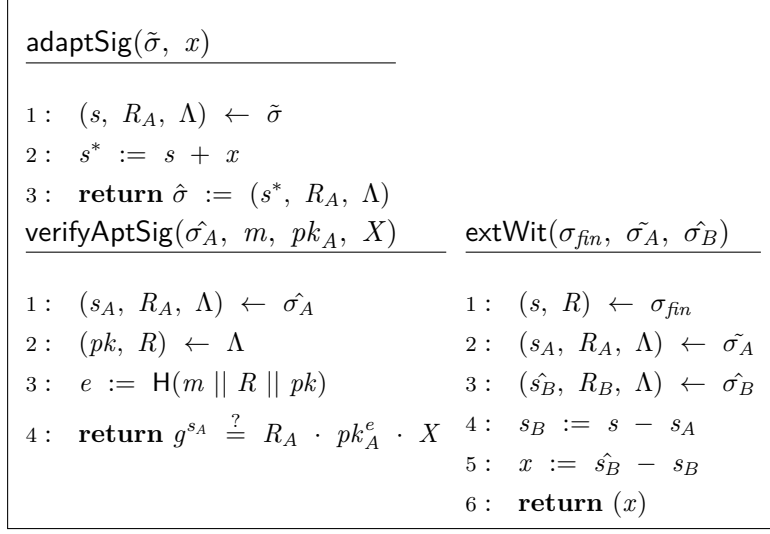 adaptSig(σ̃, x)
1 : (s, R_A, Λ) ← σ̃
2 : s* := s + x
3 : return σ̂ := (s*, R_A, Λ)
verifyAptSig(σ̂_A, m, pk_A, X)
1 : (s_A, R_A, Λ) ← σ̂_A
2 : (pk, R) ← Λ
3 : e := H(m || R || pk)
4 : return g^{s_A} ≟ R_A · pk_A^e · X
extWit(σ_fin, σ̃_A, σ̂_B)
1 : (s, R) ← σ_fin
2 : (s_A, R_A, Λ) ← σ̃_A
3 : (ŝ_B, R_B, Λ) ← σ̂_B
4 : s_B := s − s_A
5 : x := ŝ_B − s_B
6 : return (x)